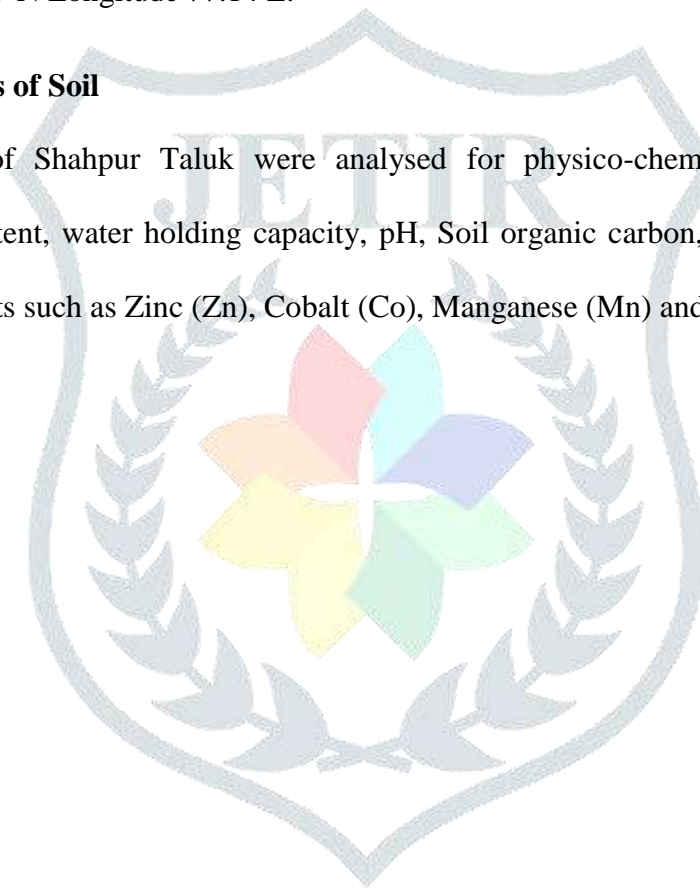 s of Soil
JETIR
of Shahpur Taluk were analysed for physico-chem
tent, water holding capacity, pH, Soil organic carbon,
ts such as Zinc (Zn), Cobalt (Co), Manganese (Mn) and